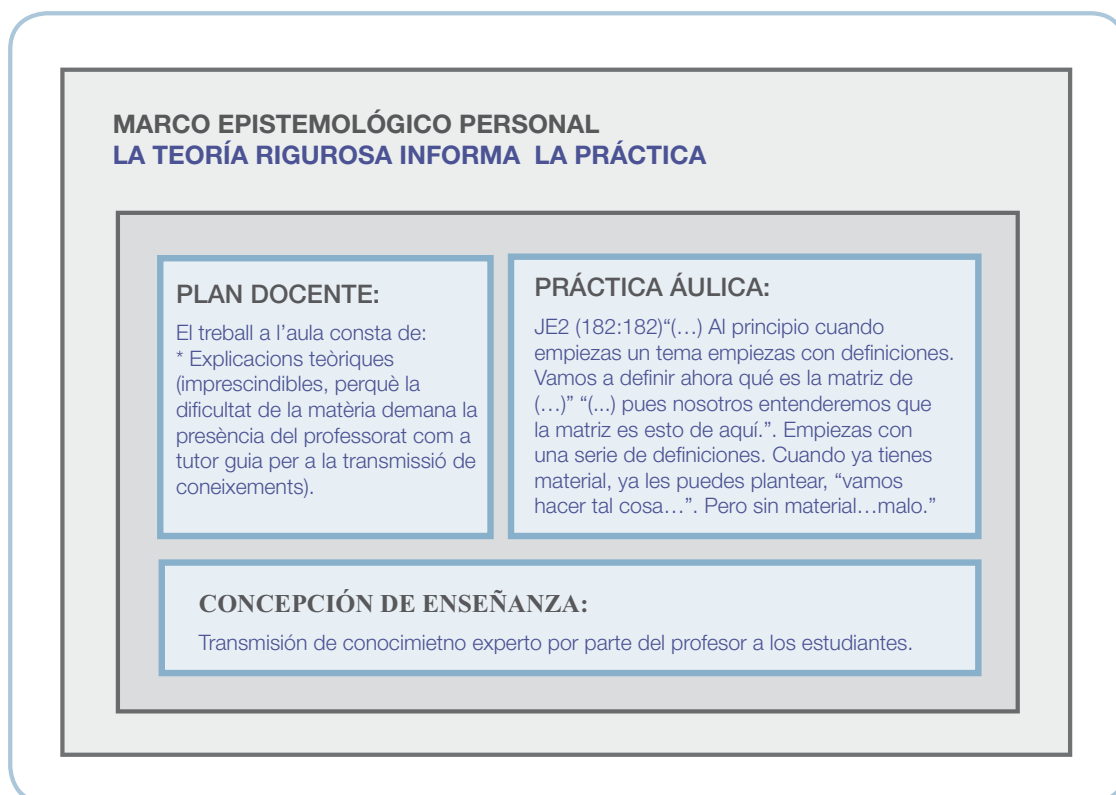 MARCO EPISTEMOLÓGICO PERSONAL
LA TEORÍA RIGUROSA INFORMA  LA PRÁCTICA
PLAN DOCENTE:
El treball a l’aula consta de:
* Explicacions teòriques
(imprescindibles, perquè la
dificultat de la matèria demana la
presència del professorat com a
tutor guia per a la transmissió de
coneixements).
PRÁCTICA ÁULICA:
JE2 (182:182)“(…) Al principio cuando
empiezas un tema empiezas con definiciones.
Vamos a definir ahora qué es la matriz de
(…)” “(...) pues nosotros entenderemos que
la matriz es esto de aquí.”. Empiezas con
una serie de definiciones. Cuando ya tienes
material, ya les puedes plantear, “vamos
hacer tal cosa…”. Pero sin material…malo.”
CONCEPCIÓN DE ENSEÑANZA:
Transmisión de conocimietno experto por parte del profesor a los estudiantes.